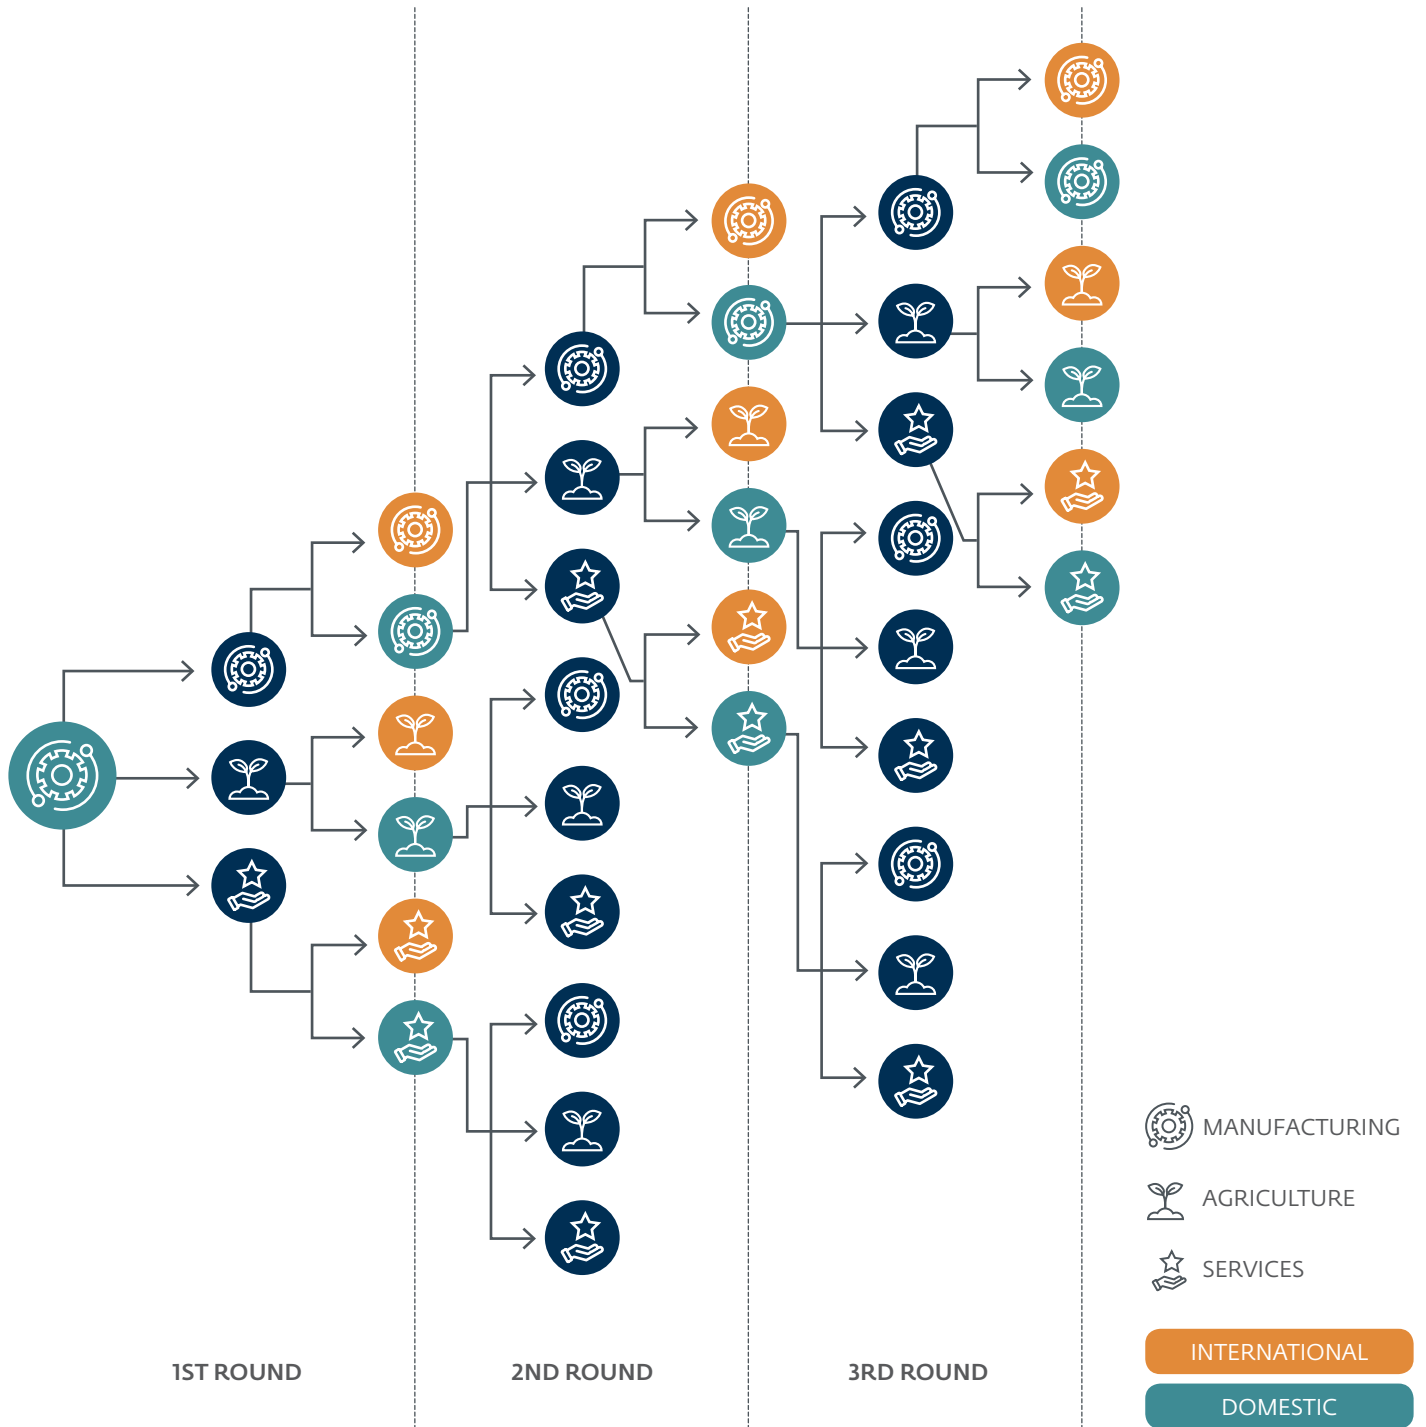 MANUFACTURING
AGRICULTURE
SERVICES
INTERNATIONAL
DOMESTIC
1ST ROUND
2ND ROUND
3RD ROUND